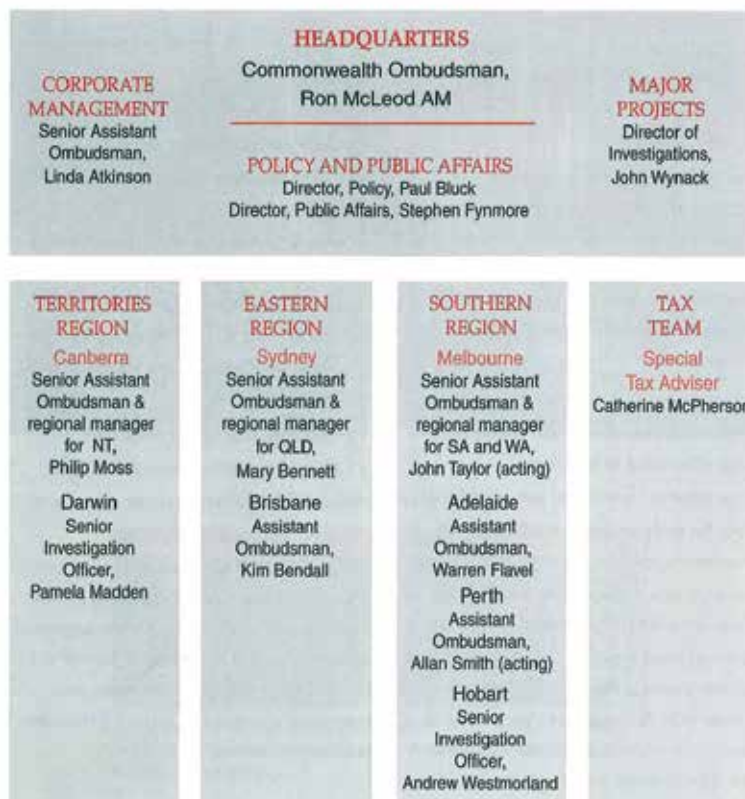 HEADQUARTERS
Commonwealth Ombudsman,
Ron McLeod AM
CORPORATE
MANAGEMENT
Senior Assistant
Ombudsman,
Linda Atkinson
POLICY AND PUBLIC AFFAIRS
Director, Policy, Paul Bluck
Director, Public Affairs, Stephen Fynmore
MAJOR
PROJECTS
Director of
Investigations,
John Wynack
TERRITORIES
REGION
Canberra
Senior Assistant
Ombudsman &
regional manager
for NT,
Philip Moss
Darwin
Senior
Investigation
Officer,
Pamela Madden
EASTERN
REGION
Sydney
Senior Assistant
Ombudsman &
regional manager
for QLD,
Mary Bennett
Brisbane
Assistant
Ombudsman,
Kim Bendall
SOUTHERN
REGION
Melbourne
Senior Assistant
Ombudsman &
regional manager
for SA and WA,
John Taylor (acting)
Adelaide
Assistant
Ombudsman,
Warren Flavel
Perth
Assistant
Ombudsman,
Allan Smith (acting)
Hobart
Senior
Investigation
Officer,
Andrew Westmorland
TAX
TEAM
Special
Tax Adviser
Catherine McPherson